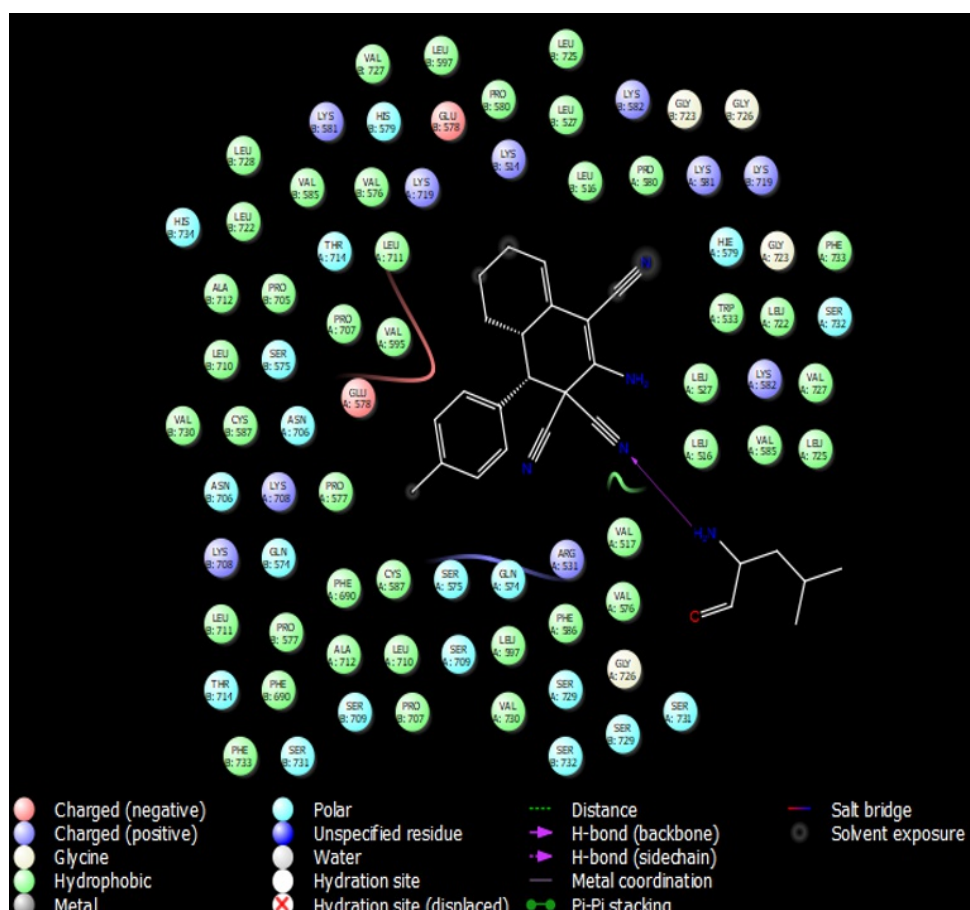 LEU
B: 725
LEU
B: 597
VAL
B: 727
PRO
B: 580
LYS
B: 582
GLY
B: 723
GLY
B: 726
LEU
B: 527
LYS
B: 581
HIS
B: 579
GLU
B: 578
LEU
B: 728
LYS
514
LEU
B: 516
PRO
A: 580
LYS
A: 581
LYS
B: 719
VAL
B: 585
VAL
B: 576
LYS
A: 719
HIS
B: 734
LEU
B: 722
THR
A: 714
LEU
A: 711
HIE
A: 579
GLY
A: 723
PHE
A: 733
N
ALA
B: 712
PRO
B: 705
PRO
A: 707
VAL
A: 595
TRP
A: 533
LEU
A: 722
SER
A: 732
LEU
B: 710
SER
B: 575
GLU
A: 578
NH₂
LEU
A: 527
LYS
A: 582
VAL
A: 727
VAL
B: 730
CYS
B: 587
ASN
A: 706
LEU
A: 516
VAL
A: 585
LEU
A: 725
N
N
ASN
B: 706
LYS
A: 708
PRO
A: 577
VAL
A: 517
H₂N
LYS
B: 708
GLN
B: 574
PHE
A: 690
CYS
A: 587
SER
A: 575
GLN
A: 574
ARG
A: 531
VAL
A: 576
LEU
B: 711
PRO
B: 577
PHE
A: 586
C
ALA
A: 712
LEU
A: 710
SER
A: 709
LEU
A: 597
GLY
A: 726
THR
B: 714
PHE
B: 690
SER
B: 709
PRO
B: 707
VAL
A: 730
SER
A: 729
SER
A: 731
SER
B: 729
PHE
B: 733
SER
B: 731
SER
B: 732
Charged (negative)
Charged (positive)
Glycine
Hydrophobic
Metal
Polar
Unspecified residue
Water
Hydration site
Hydration site (displaced)
Distance
H-bond (backbone)
H-bond (sidechain)
Metal coordination
Pi-Pi stacking
Salt bridge
Solvent exposure